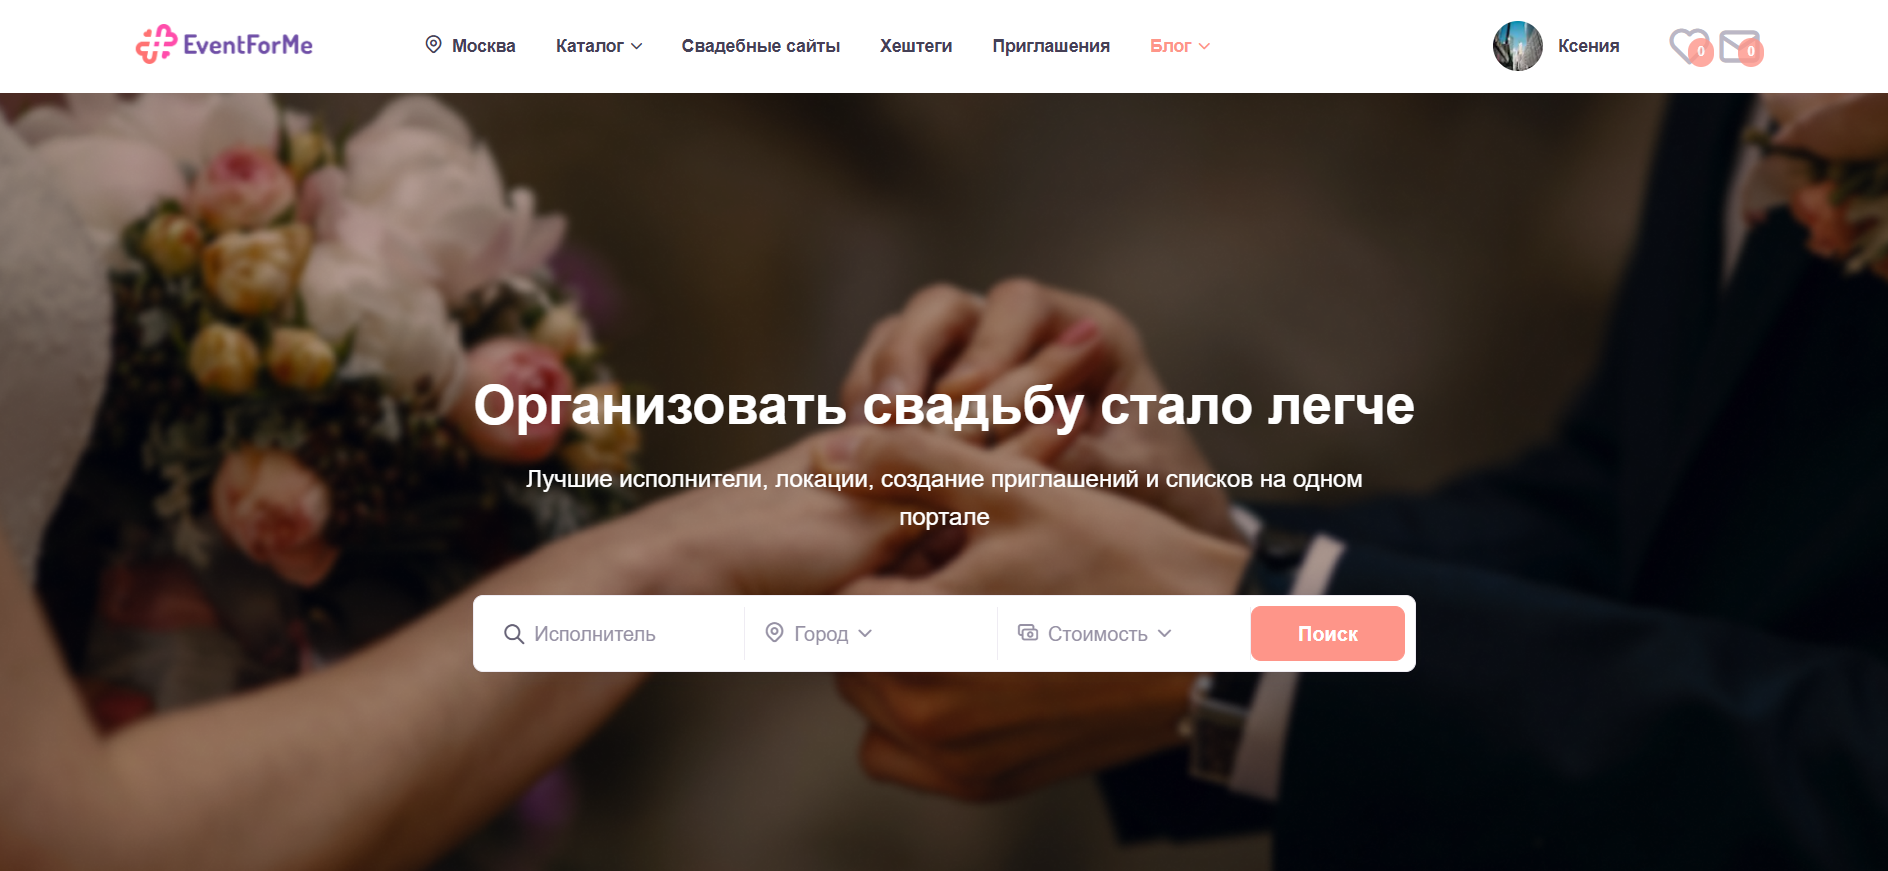 EventForMe
Москва Каталог Свадебные сайты Хештеги Приглашения Блог Ксения 0 0
Организовать свадьбу стало легче
Лучшие исполнители, локации, создание приглашений и списков на одном
портале
Исполнитель Город Стоимость Поиск